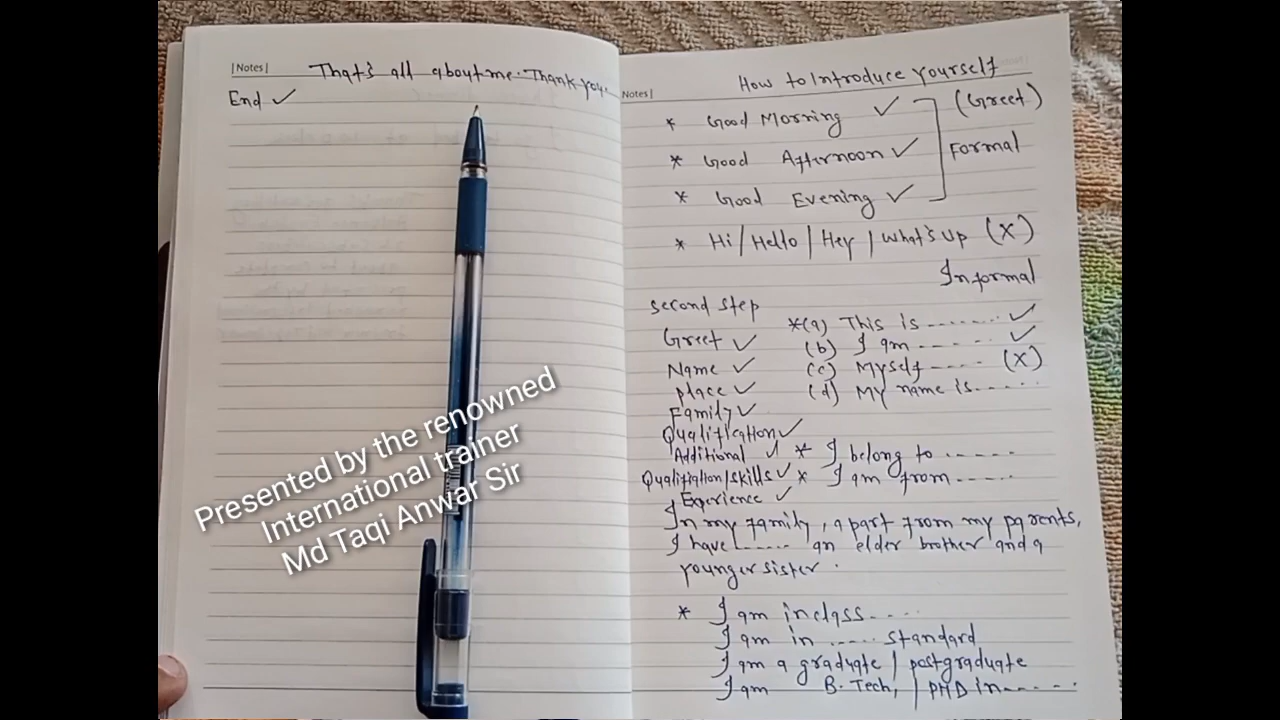 |Notes|
That's all about me. Thank you.
End ✓
Presented by the renowned
International trainer
Md Taqi Anwar Sir
Notes|
How to Introduce yourself
* Good Morning ✓ (Greet)
* Good Afternoon ✓ Formal
* Good Evening ✓
* Hi / Hello / Hey / What's Up (X)
Informal
second step
*(a) This is -------- ✓
Greet ✓ (b) I am ------- ✓
Name ✓ (c) Myself ------ (X)
place ✓ (d) My name is-----
Family ✓
Qualification ✓
Additional ✓ * I belong to -----
Qualifiation/skills ✓ * I am from -----
Experience ✓
In my family, apart from my parents,
I have ------ an elder brother and a
younger sister.
* I am in class ----
I am in ----- standard
I am a graduate / postgraduate
I am B. Tech, / PHD in ------